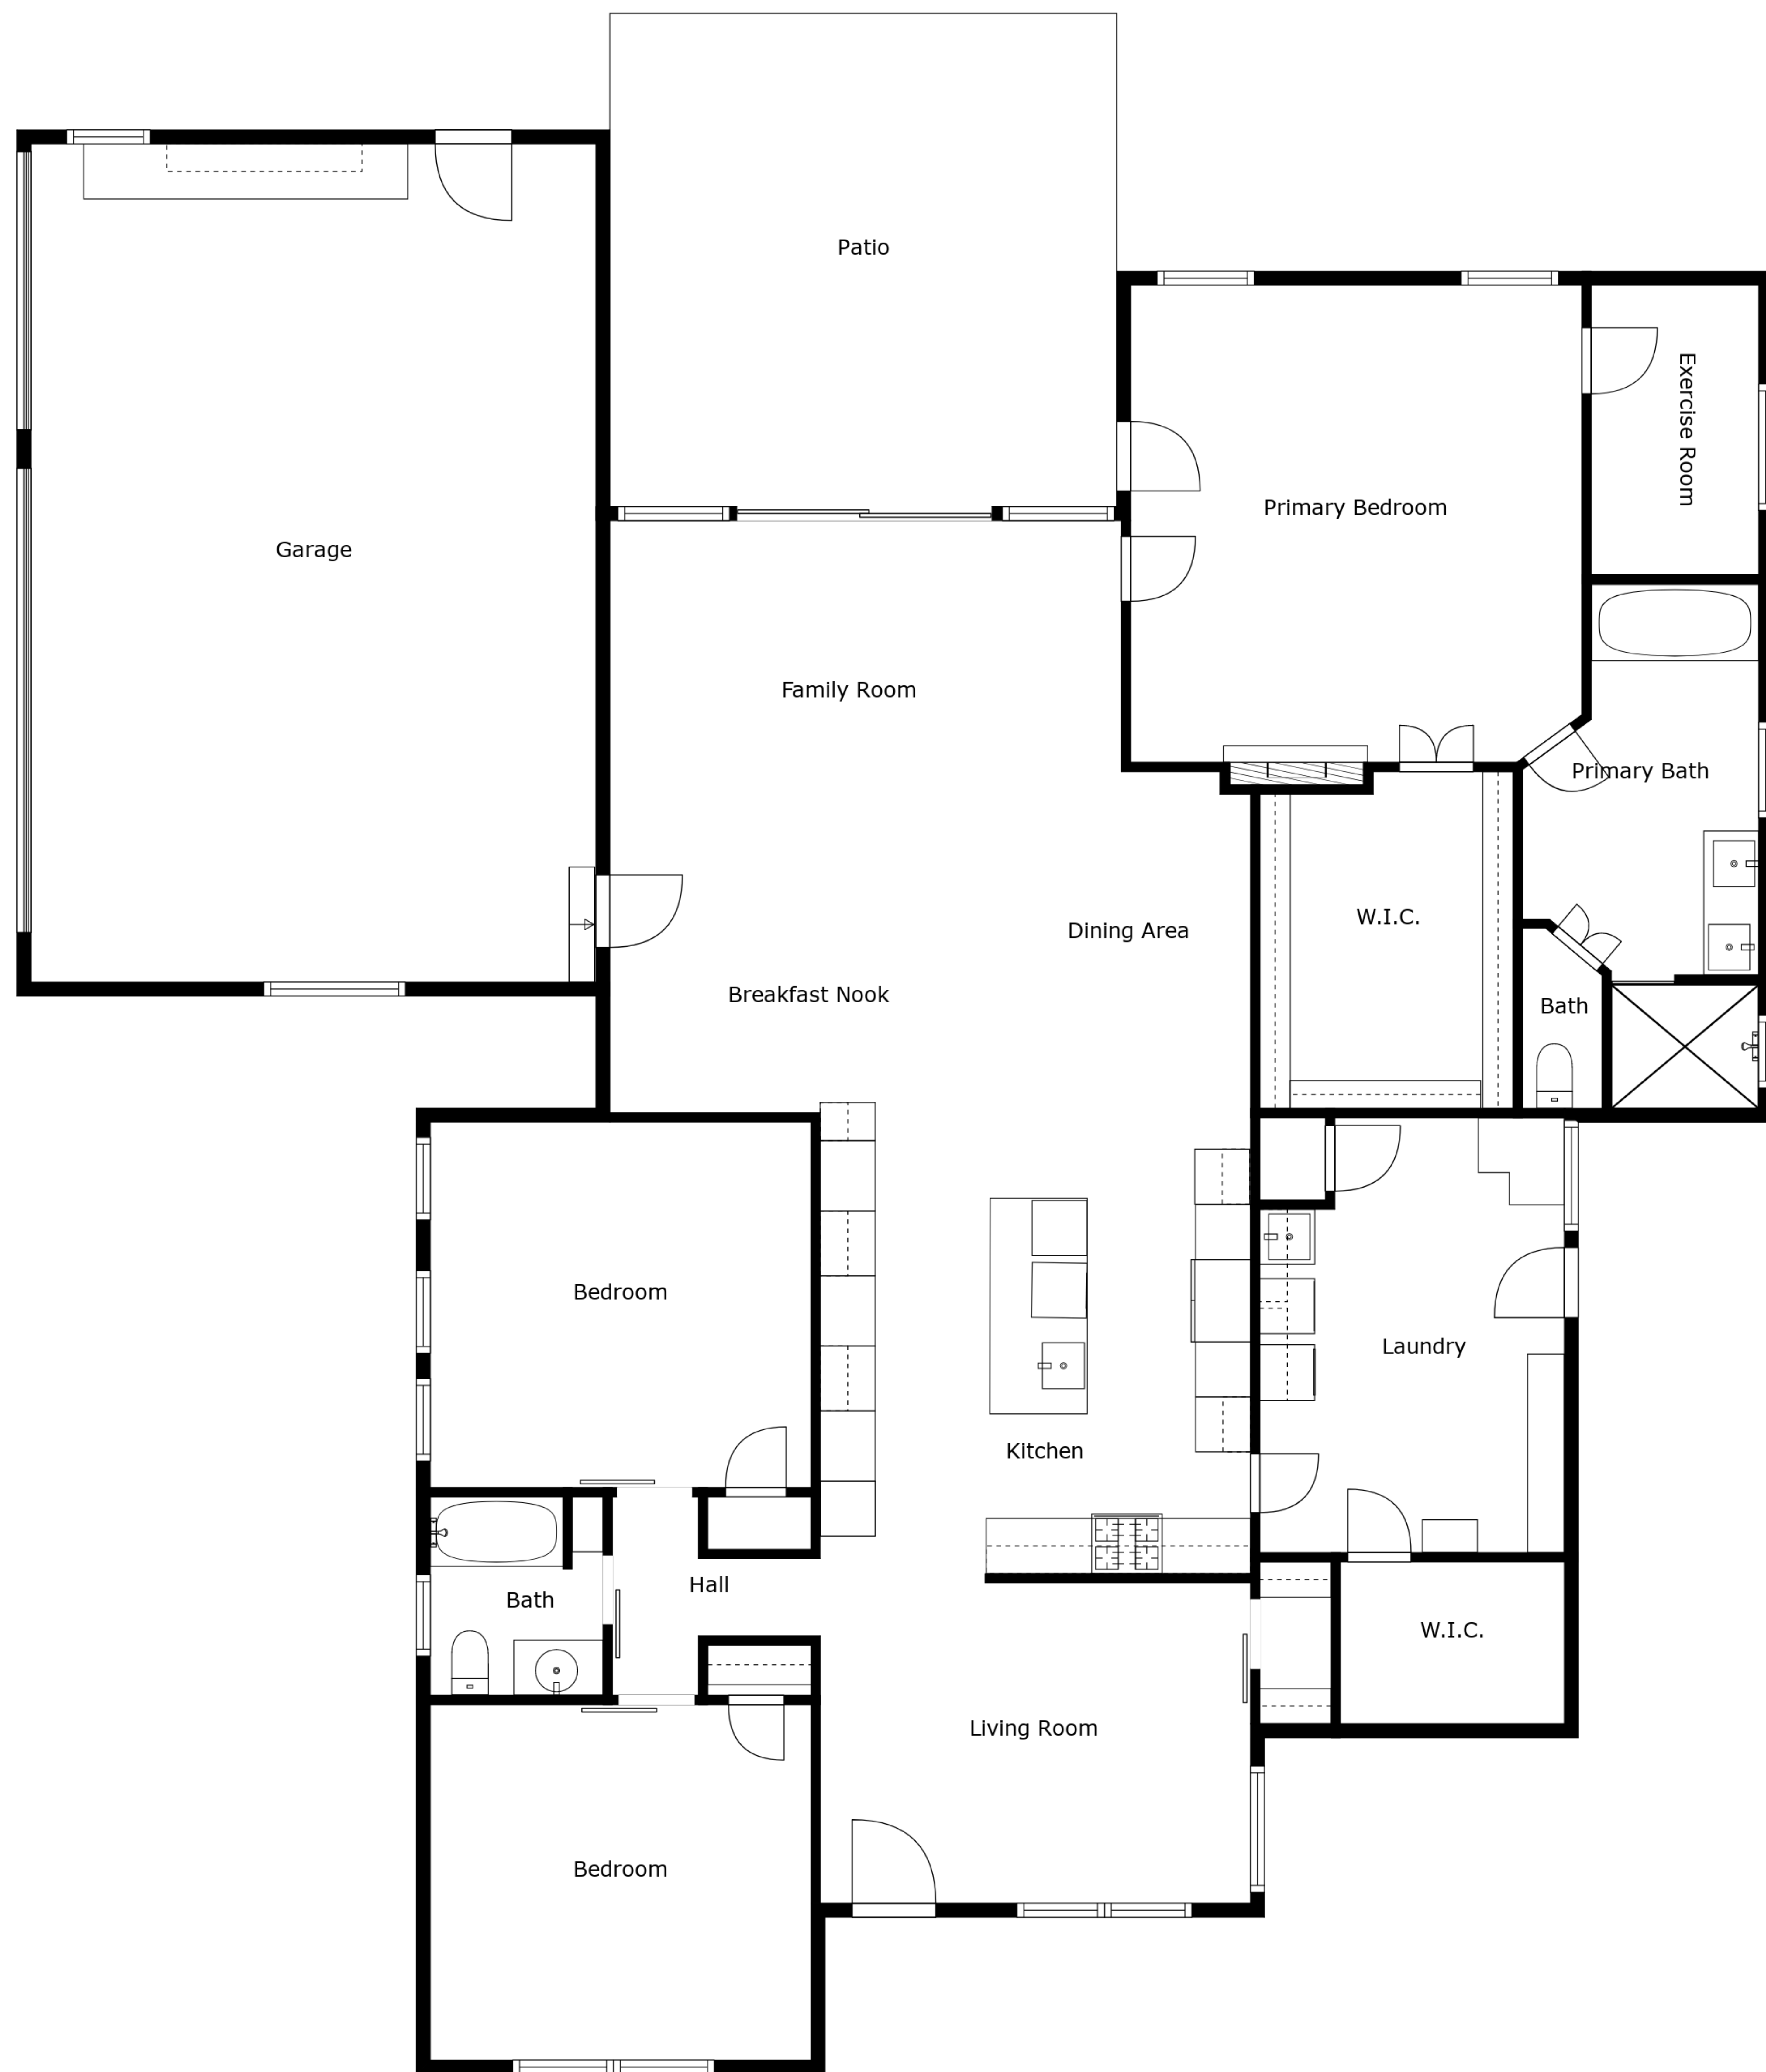 Patio
Exercise Room
Primary Bedroom
Garage
Family Room
Primary Bath
W.I.C.
Dining Area
Breakfast Nook
Bath
Bedroom
Laundry
Kitchen
Hall
Bath
W.I.C.
Living Room
Bedroom